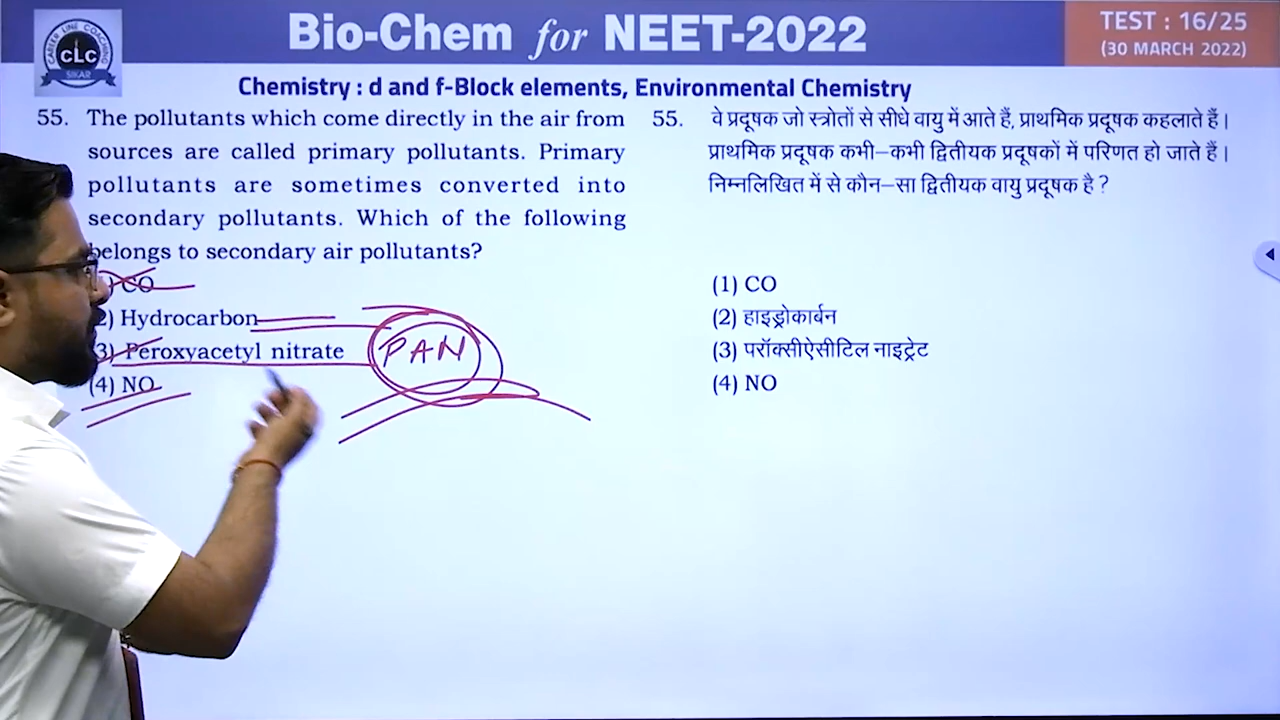 CAREER LINE COACHING
CLC
SIKAR
Bio-Chem for NEET-2022
TEST : 16/25
(30 MARCH 2022)
Chemistry : d and f-Block elements, Environmental Chemistry
55. The pollutants which come directly in the air from
sources are called primary pollutants. Primary
pollutants are sometimes converted into
secondary pollutants. Which of the following
belongs to secondary air pollutants?
) CO
2) Hydrocarbon
3) Peroxyacetyl nitrate
(4) NO
PAN
55. वे प्रदूषक जो स्त्रोतों से सीधे वायु में आते हैं, प्राथमिक प्रदूषक कहलाते हैं।
प्राथमिक प्रदूषक कभी–कभी द्वितीयक प्रदूषकों में परिणत हो जाते हैं।
निम्नलिखित में से कौन–सा द्वितीयक वायु प्रदूषक है ?
(1) CO
(2) हाइड्रोकार्बन
(3) परॉक्सीऐसीटिल नाइट्रेट
(4) NO